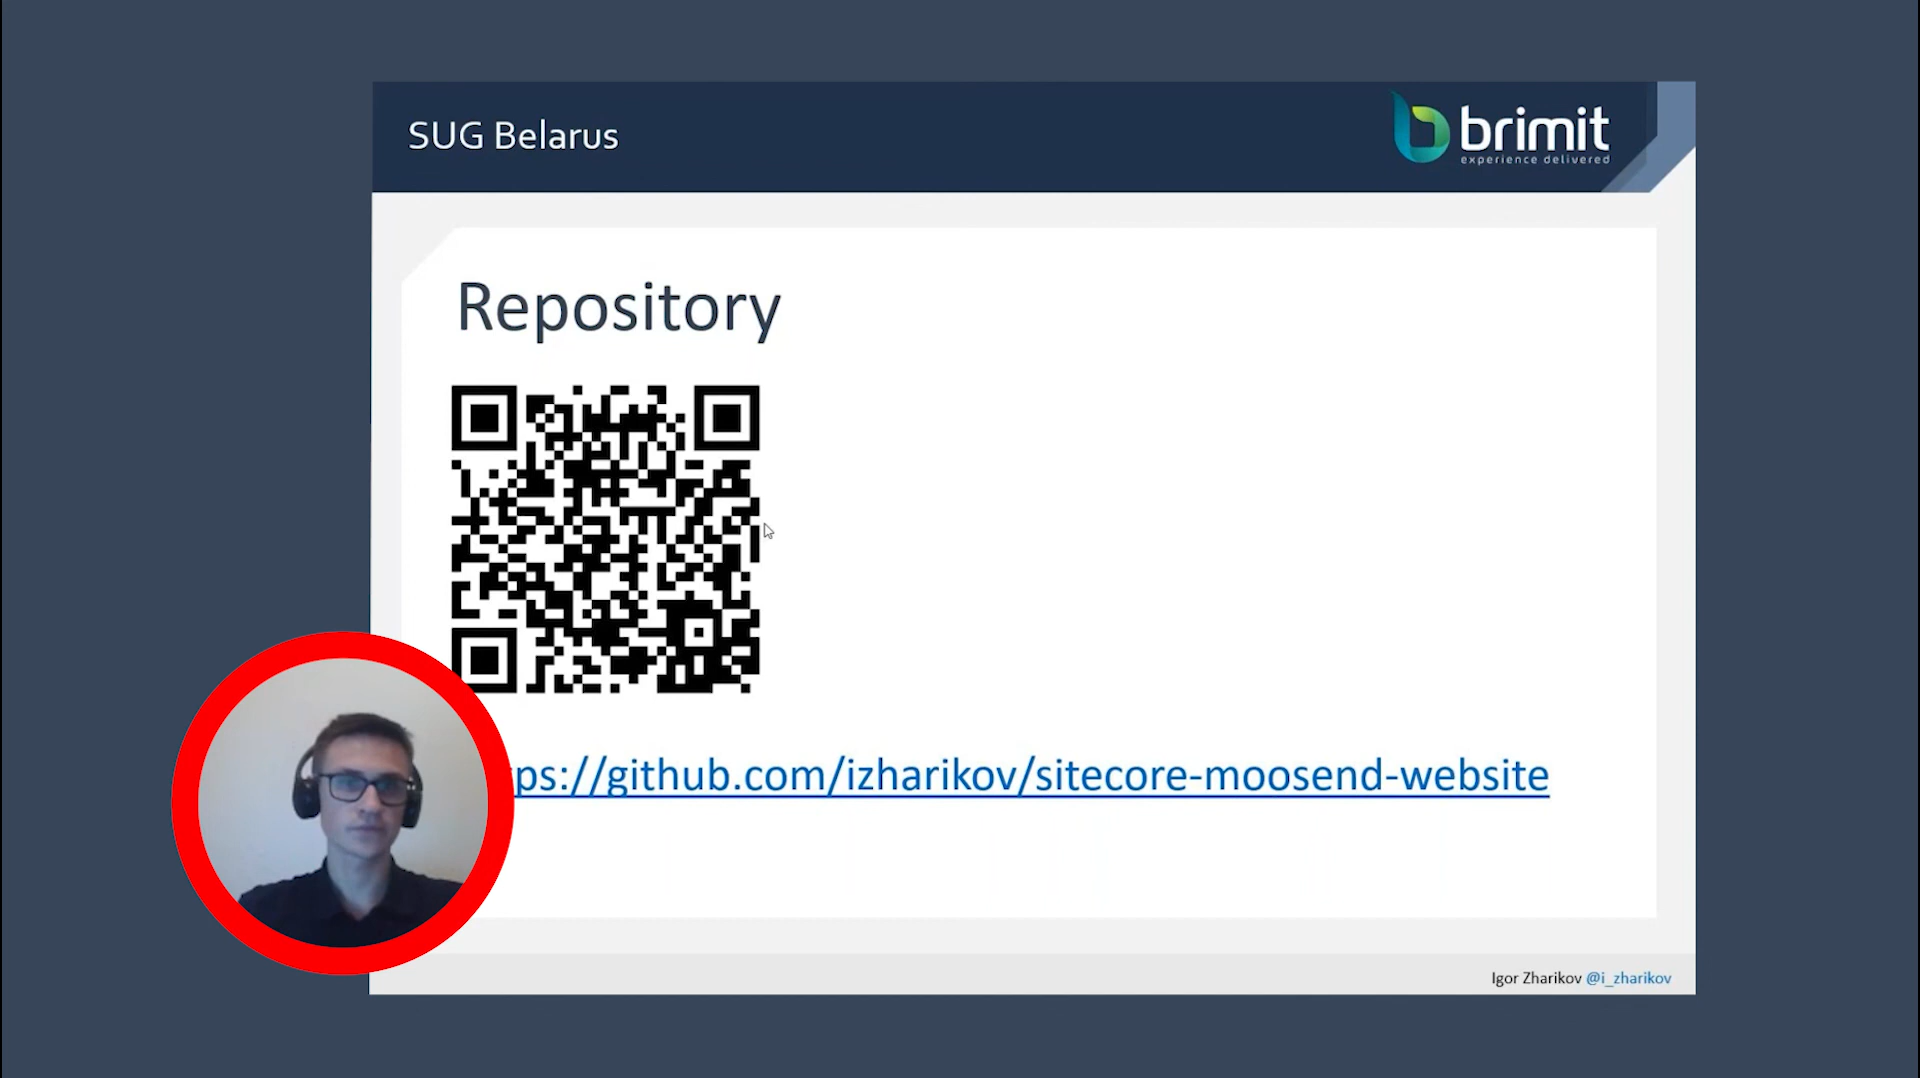 SUG Belarus
brimit
experience delivered
Repository
ps://github.com/izharikov/sitecore-moosend-website
Igor Zharikov @i_zharikov